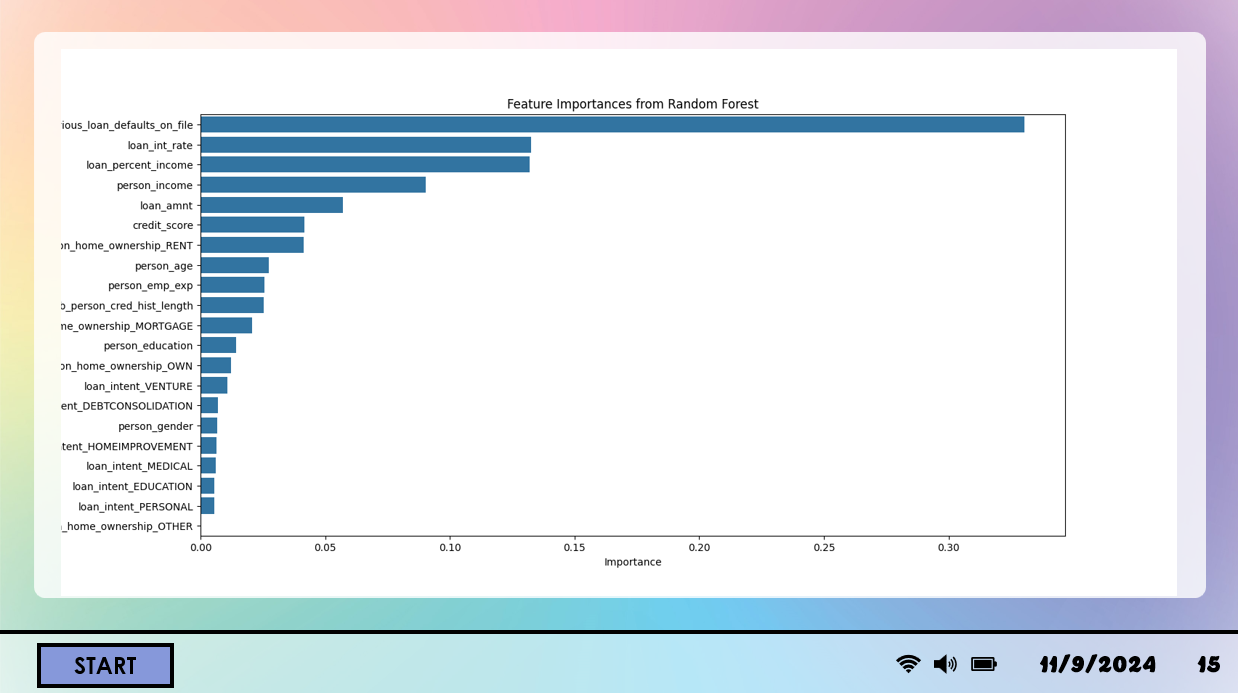 Feature Importances from Random Forest
ious_loan_defaults_on_file
loan_int_rate
loan_percent_income
person_income
loan_amnt
credit_score
on_home_ownership_RENT
person_age
person_emp_exp
b_person_cred_hist_length
me_ownership_MORTGAGE
person_education
on_home_ownership_OWN
loan_intent_VENTURE
ent_DEBTCONSOLIDATION
person_gender
tent_HOMEIMPROVEMENT
loan_intent_MEDICAL
loan_intent_EDUCATION
loan_intent_PERSONAL
_home_ownership_OTHER
0.00 0.05 0.10 0.15 0.20 0.25 0.30
Importance
START 11/9/2024 15